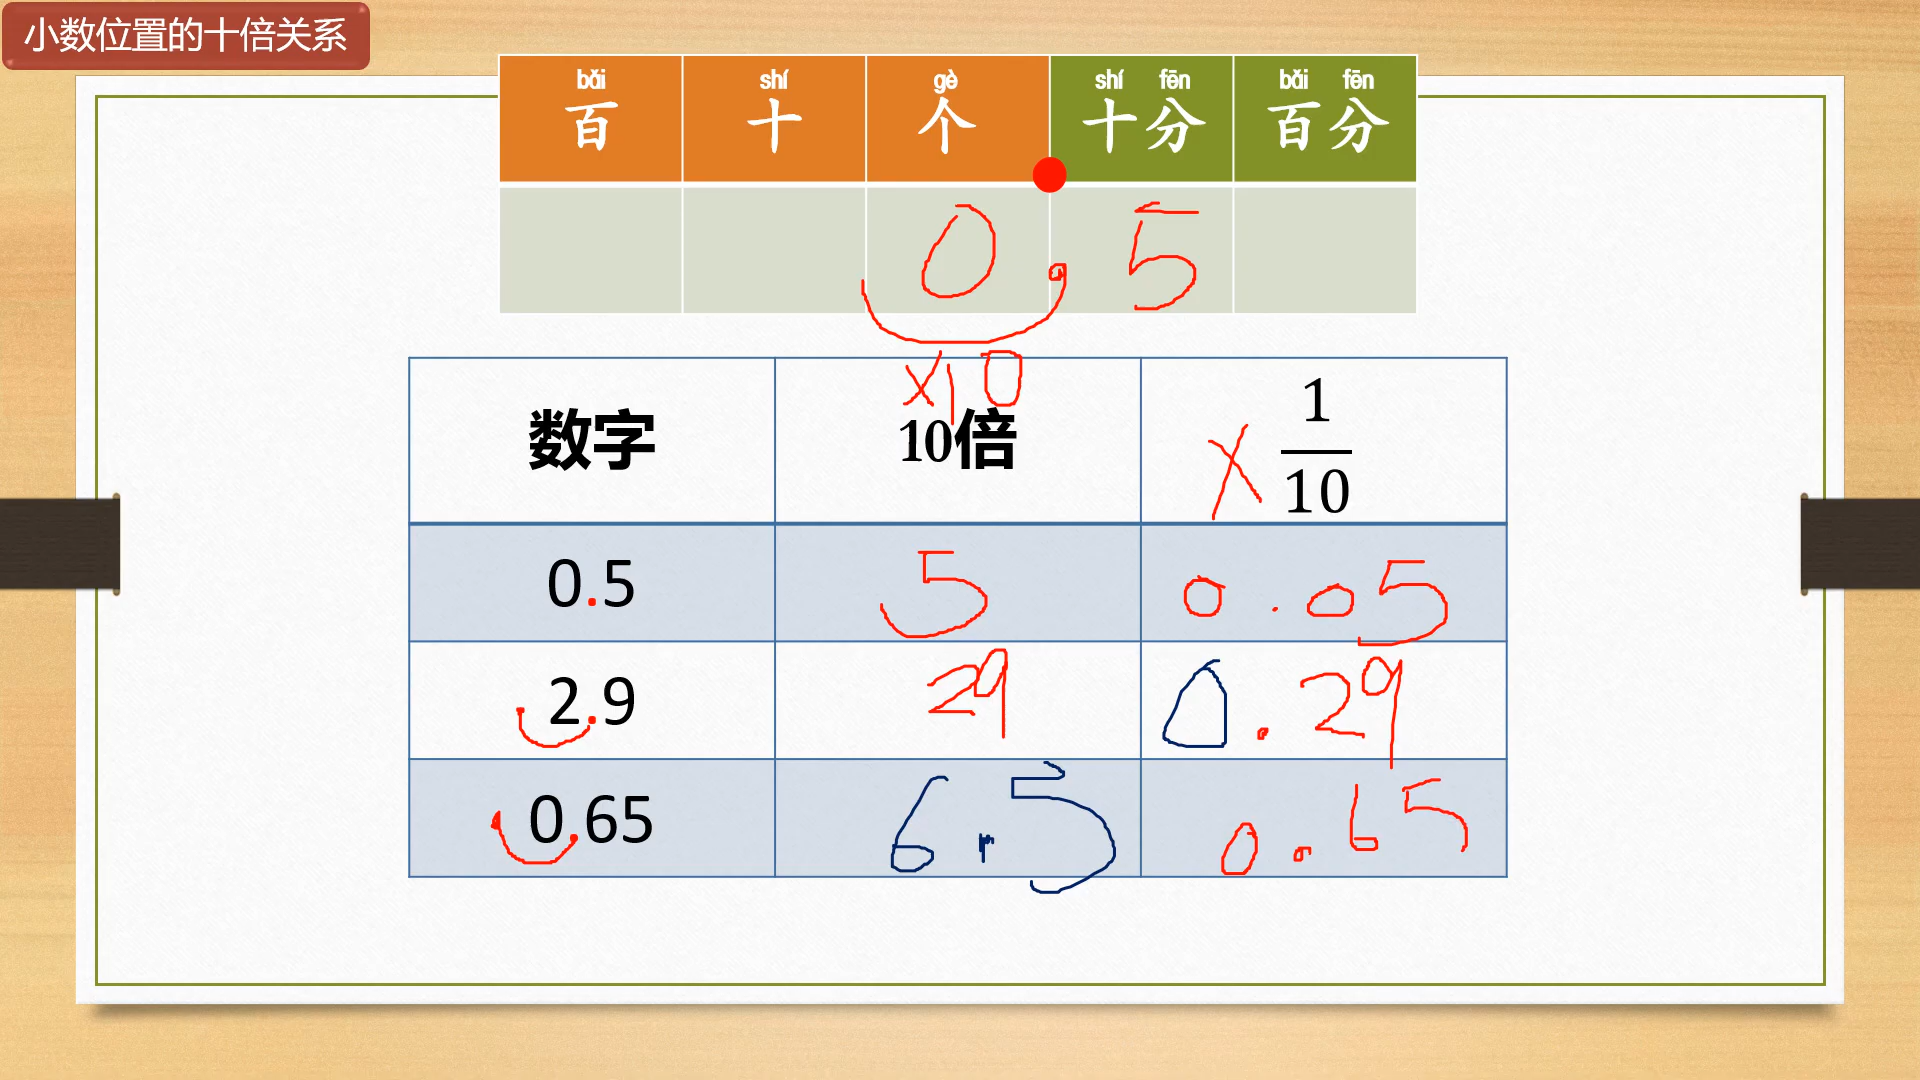 小数位置的十倍关系
bǎi shí gè shí fēn bǎi fēn
百 十 个 十分 百分
0.5
×10
数字 10倍 × 1/10
0.5 5 0.05
2.9 29 0.29
0.65 6.5 0.65